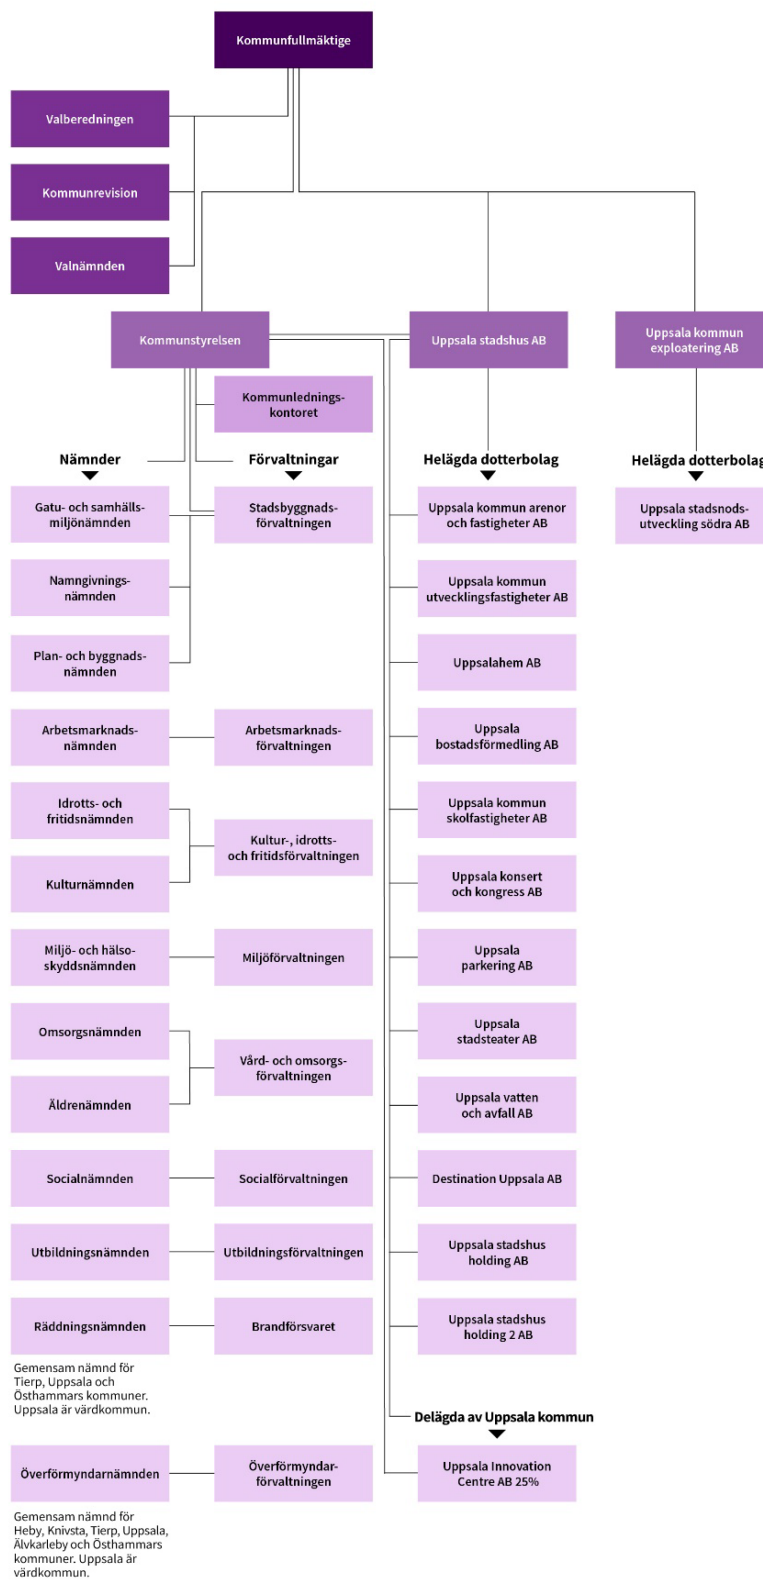 Kommunfullmäktige
Valberedningen
Kommunrevision
Valnämnden
Kommunstyrelsen
Uppsala stadshus AB
Uppsala kommun
exploatering AB
Kommunlednings-
kontoret
Nämnder
Förvaltningar
Helägda dotterbolag
Helägda dotterbolag
Gatu- och samhälls-
miljönämnden
Stadsbyggnads-
förvaltningen
Uppsala kommun arenor
och fastigheter AB
Uppsala stadsnods-
utveckling södra AB
Namngivnings-
nämnden
Uppsala kommun
utvecklingsfastigheter AB
Plan- och byggnads-
nämnden
Uppsalahem AB
Arbetsmarknads-
nämnden
Arbetsmarknads-
förvaltningen
Uppsala
bostadsförmedling AB
Idrotts- och
fritidsnämnden
Kultur-, idrotts-
och fritidsförvaltningen
Uppsala kommun
skolfastigheter AB
Kulturnämnden
Uppsala konsert
och kongress AB
Miljö- och hälso-
skyddsnämnden
Miljöförvaltningen
Uppsala
parkering AB
Omsorgsnämnden
Vård- och omsorgs-
förvaltningen
Uppsala
stadsteater AB
Äldrenämnden
Uppsala vatten
och avfall AB
Socialnämnden
Socialförvaltningen
Destination Uppsala AB
Utbildningsnämnden
Utbildningsförvaltningen
Uppsala stadshus
holding AB
Räddningsnämnden
Brandförsvaret
Uppsala stadshus
holding 2 AB
Gemensam nämnd för
Tierp, Uppsala och
Östhammars kommuner.
Uppsala är värdkommun.
Delägda av Uppsala kommun
Överförmyndarnämnden
Överförmyndar-
förvaltningen
Uppsala Innovation
Centre AB 25%
Gemensam nämnd för
Heby, Knivsta, Tierp, Uppsala,
Älvkarleby och Östhammars
kommuner. Uppsala är
värdkommun.